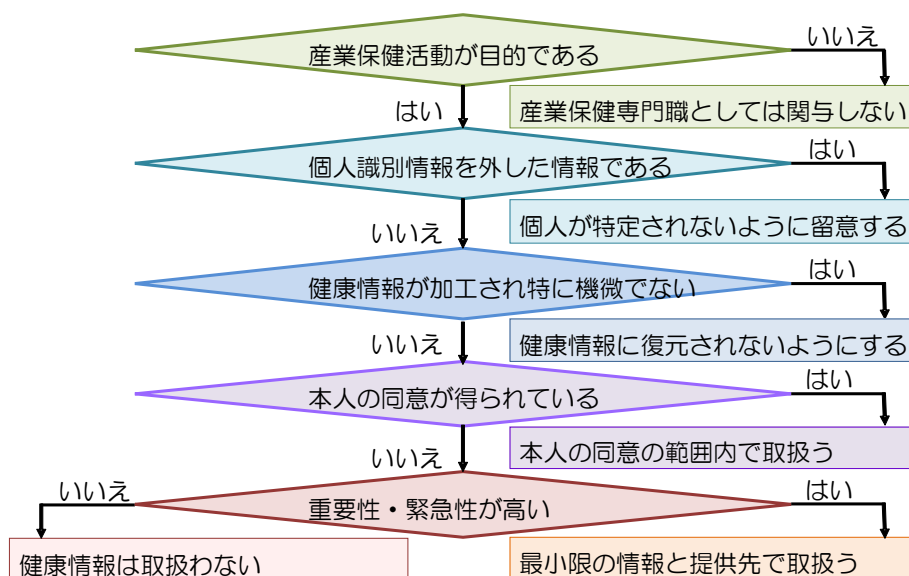 産業保健活動が目的である
いいえ
はい
産業保健専門職としては関与しない
個人識別情報を外した情報である
はい
いいえ
個人が特定されないように留意する
健康情報が加工され特に機微でない
はい
いいえ
健康情報に復元されないようにする
本人の同意が得られている
はい
いいえ
本人の同意の範囲内で取扱う
いいえ
重要性・緊急性が高い
はい
健康情報は取扱わない
最小限の情報と提供先で取扱う